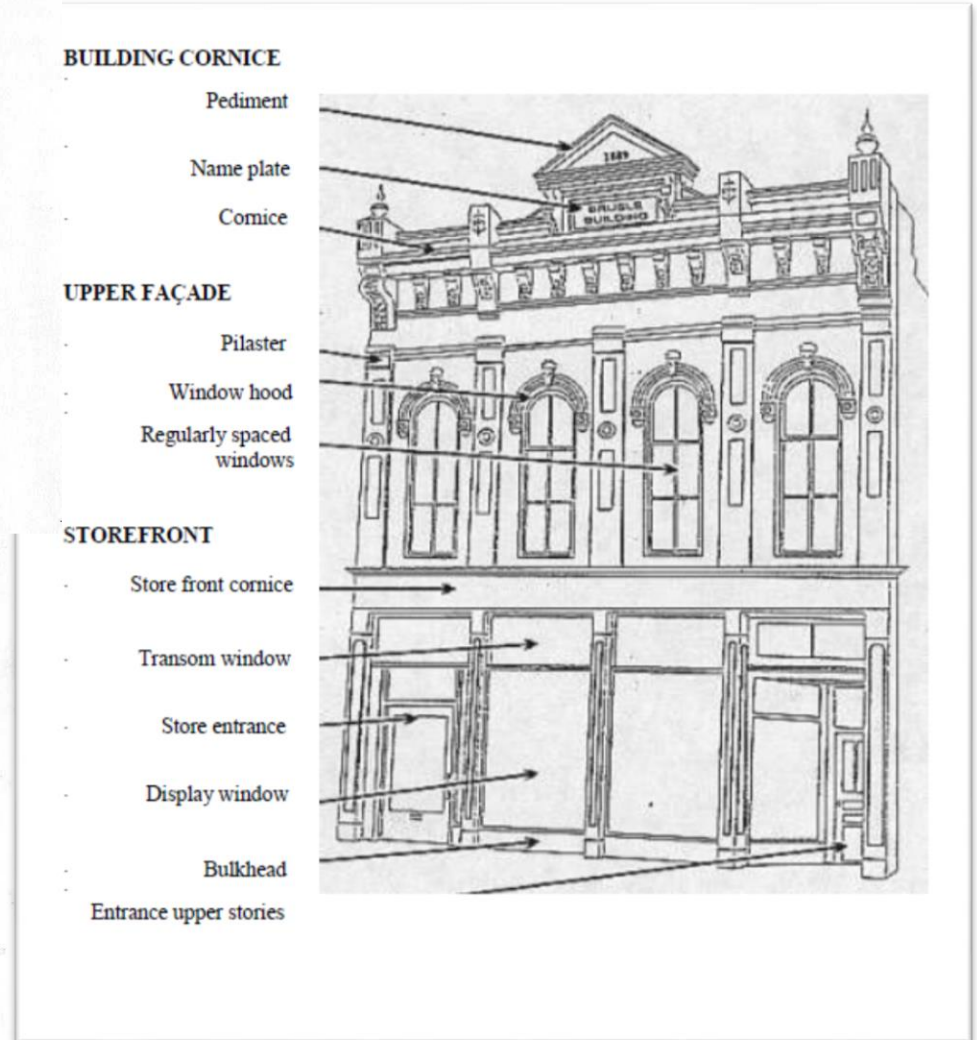 BUILDING CORNICE
Pediment
Name plate
Cornice
1889
BUILDING
UPPER FAÇADE
Pilaster
Window hood
Regularly spaced
windows
STOREFRONT
Store front cornice
Transom window
Store entrance
Display window
Bulkhead
Entrance upper stories